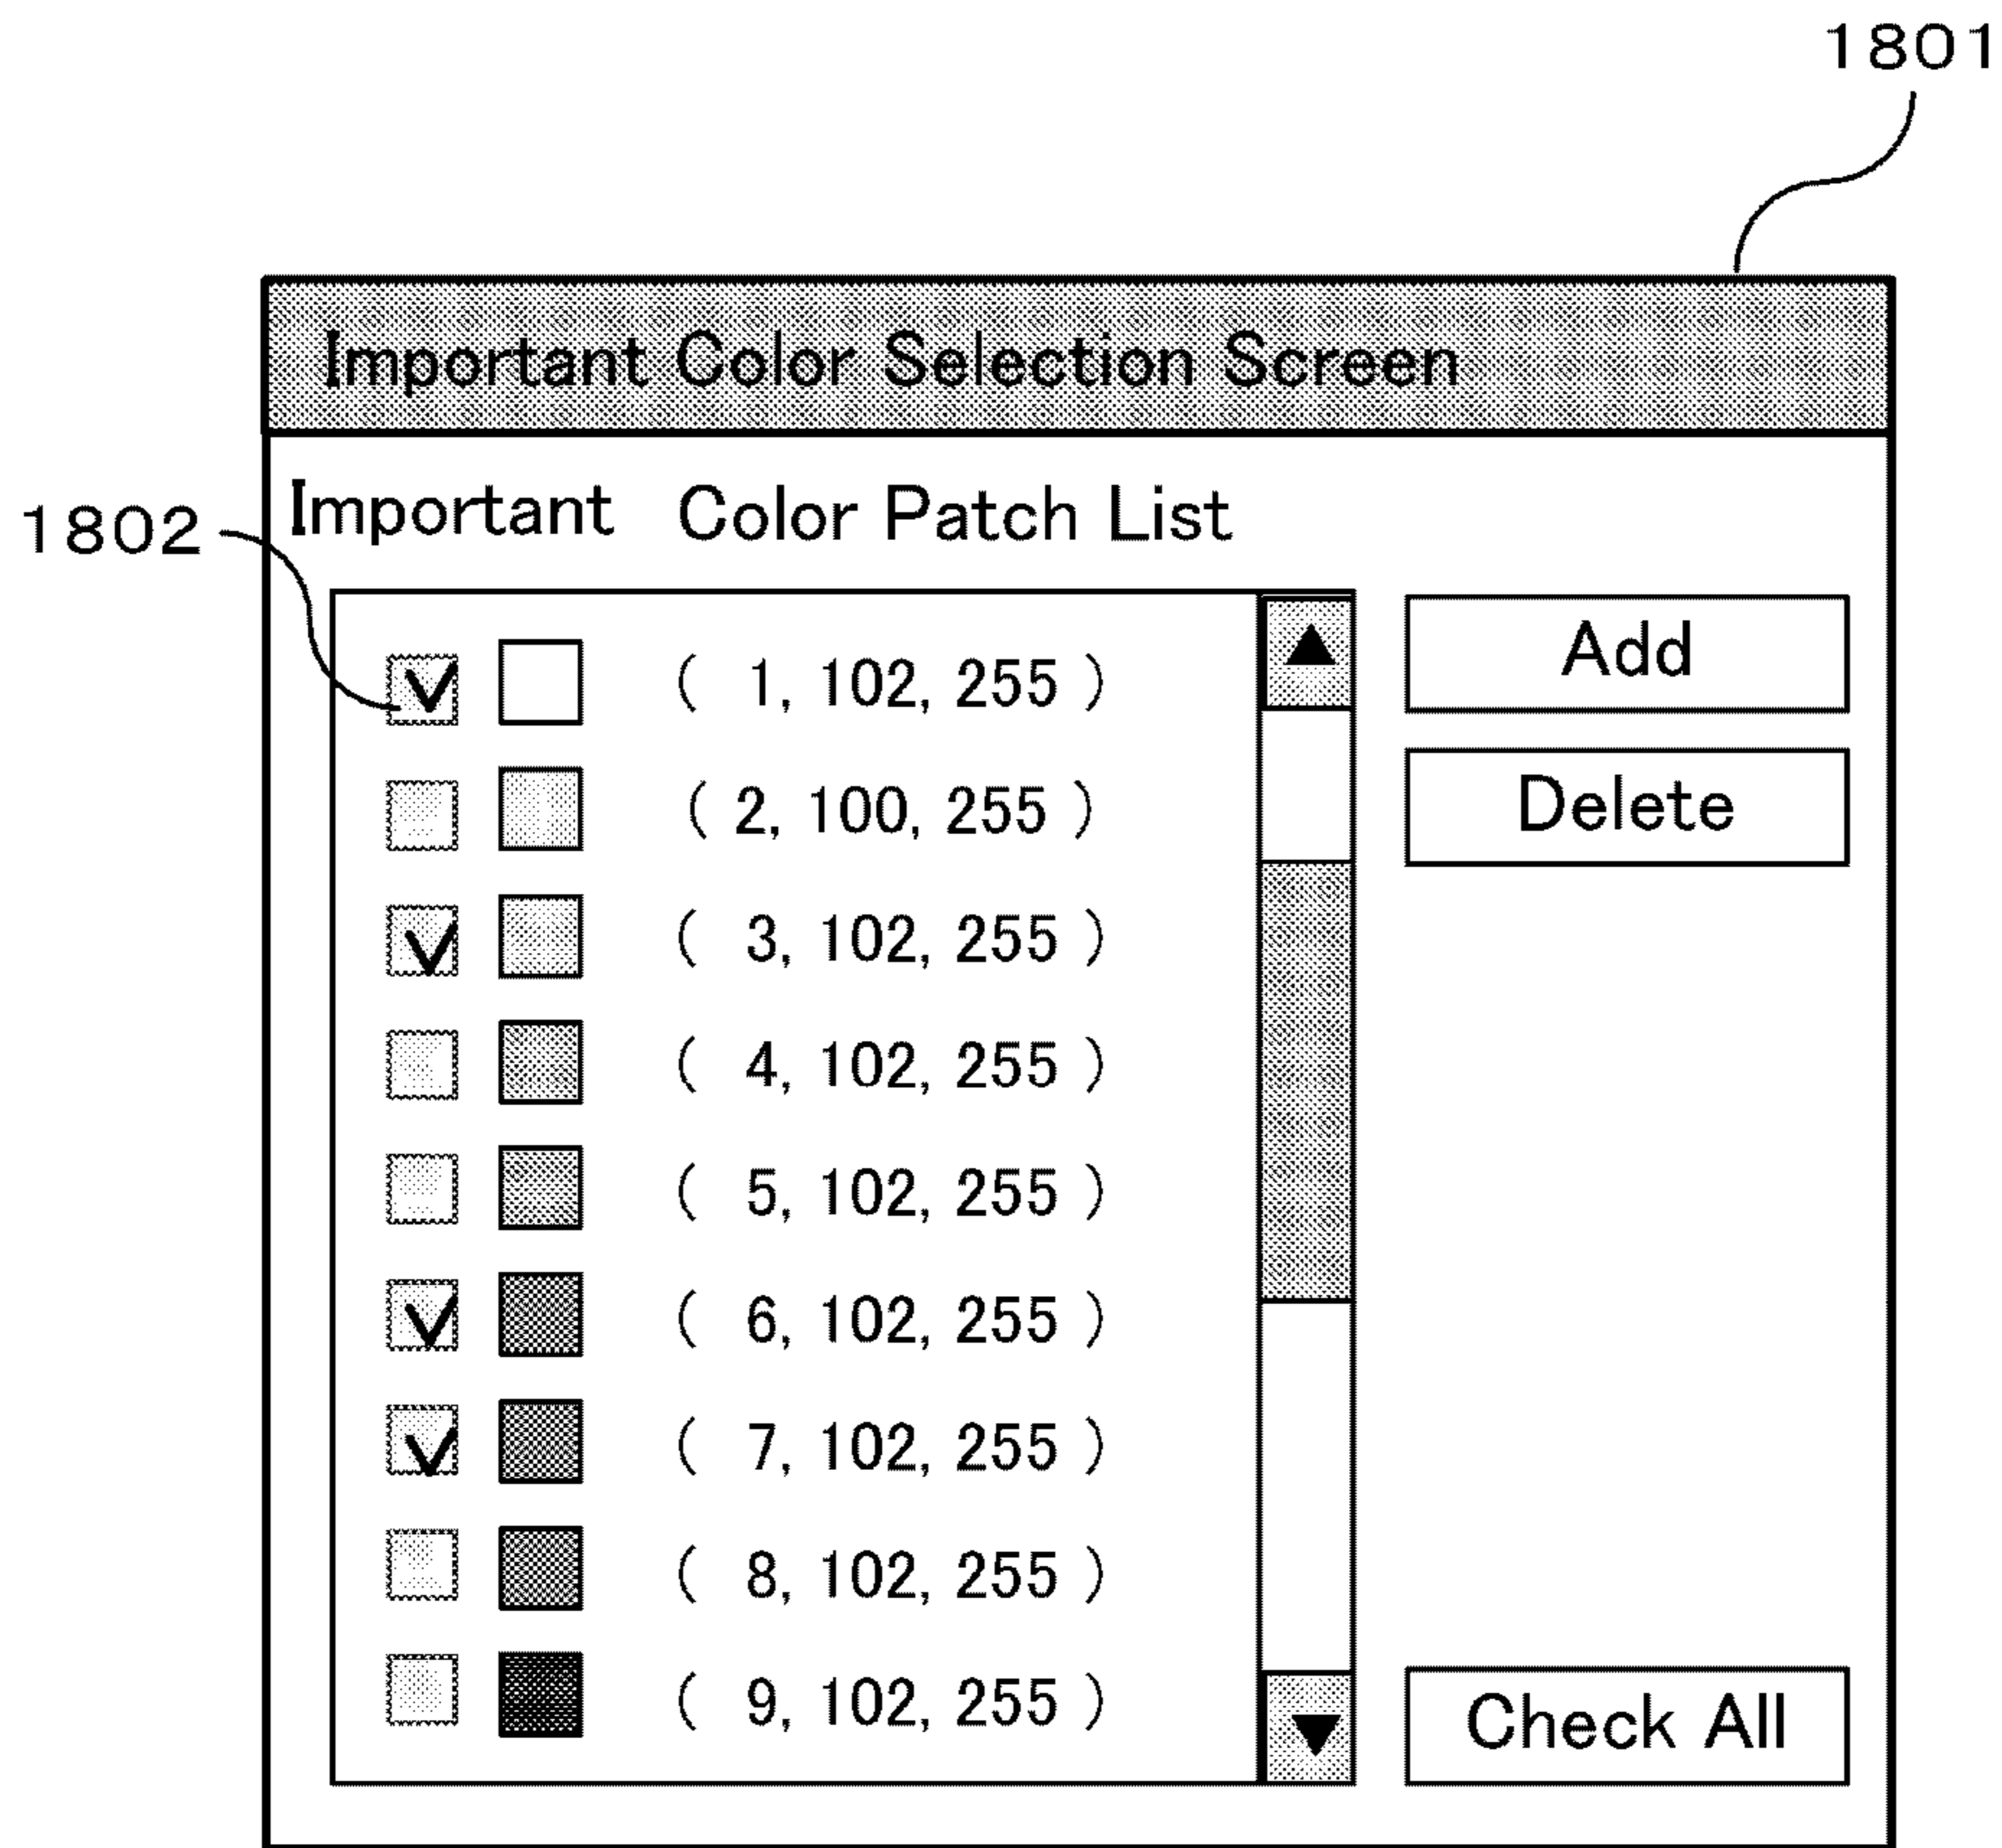 1801
Important Color Selection Screen
1802
Important Color Patch List
( 1, 102, 255 )
( 2, 100, 255 )
( 3, 102, 255 )
( 4, 102, 255 )
( 5, 102, 255 )
( 6, 102, 255 )
( 7, 102, 255 )
( 8, 102, 255 )
( 9, 102, 255 )
Add
Delete
Check All